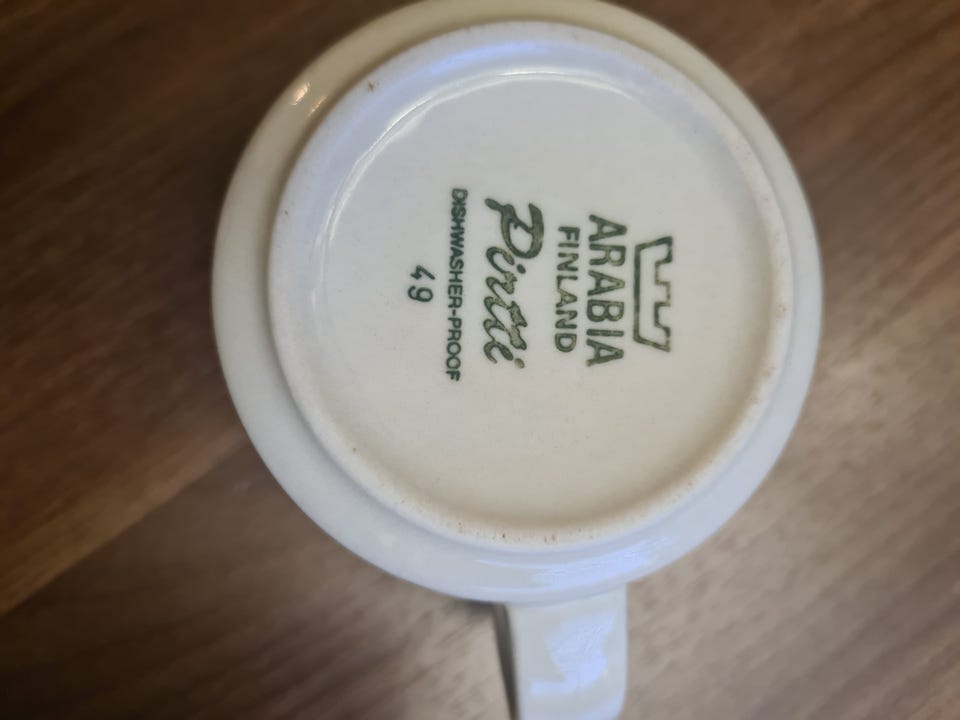 ARABIA
FINLAND
Pirtti
DISHWASHER-PROOF
49